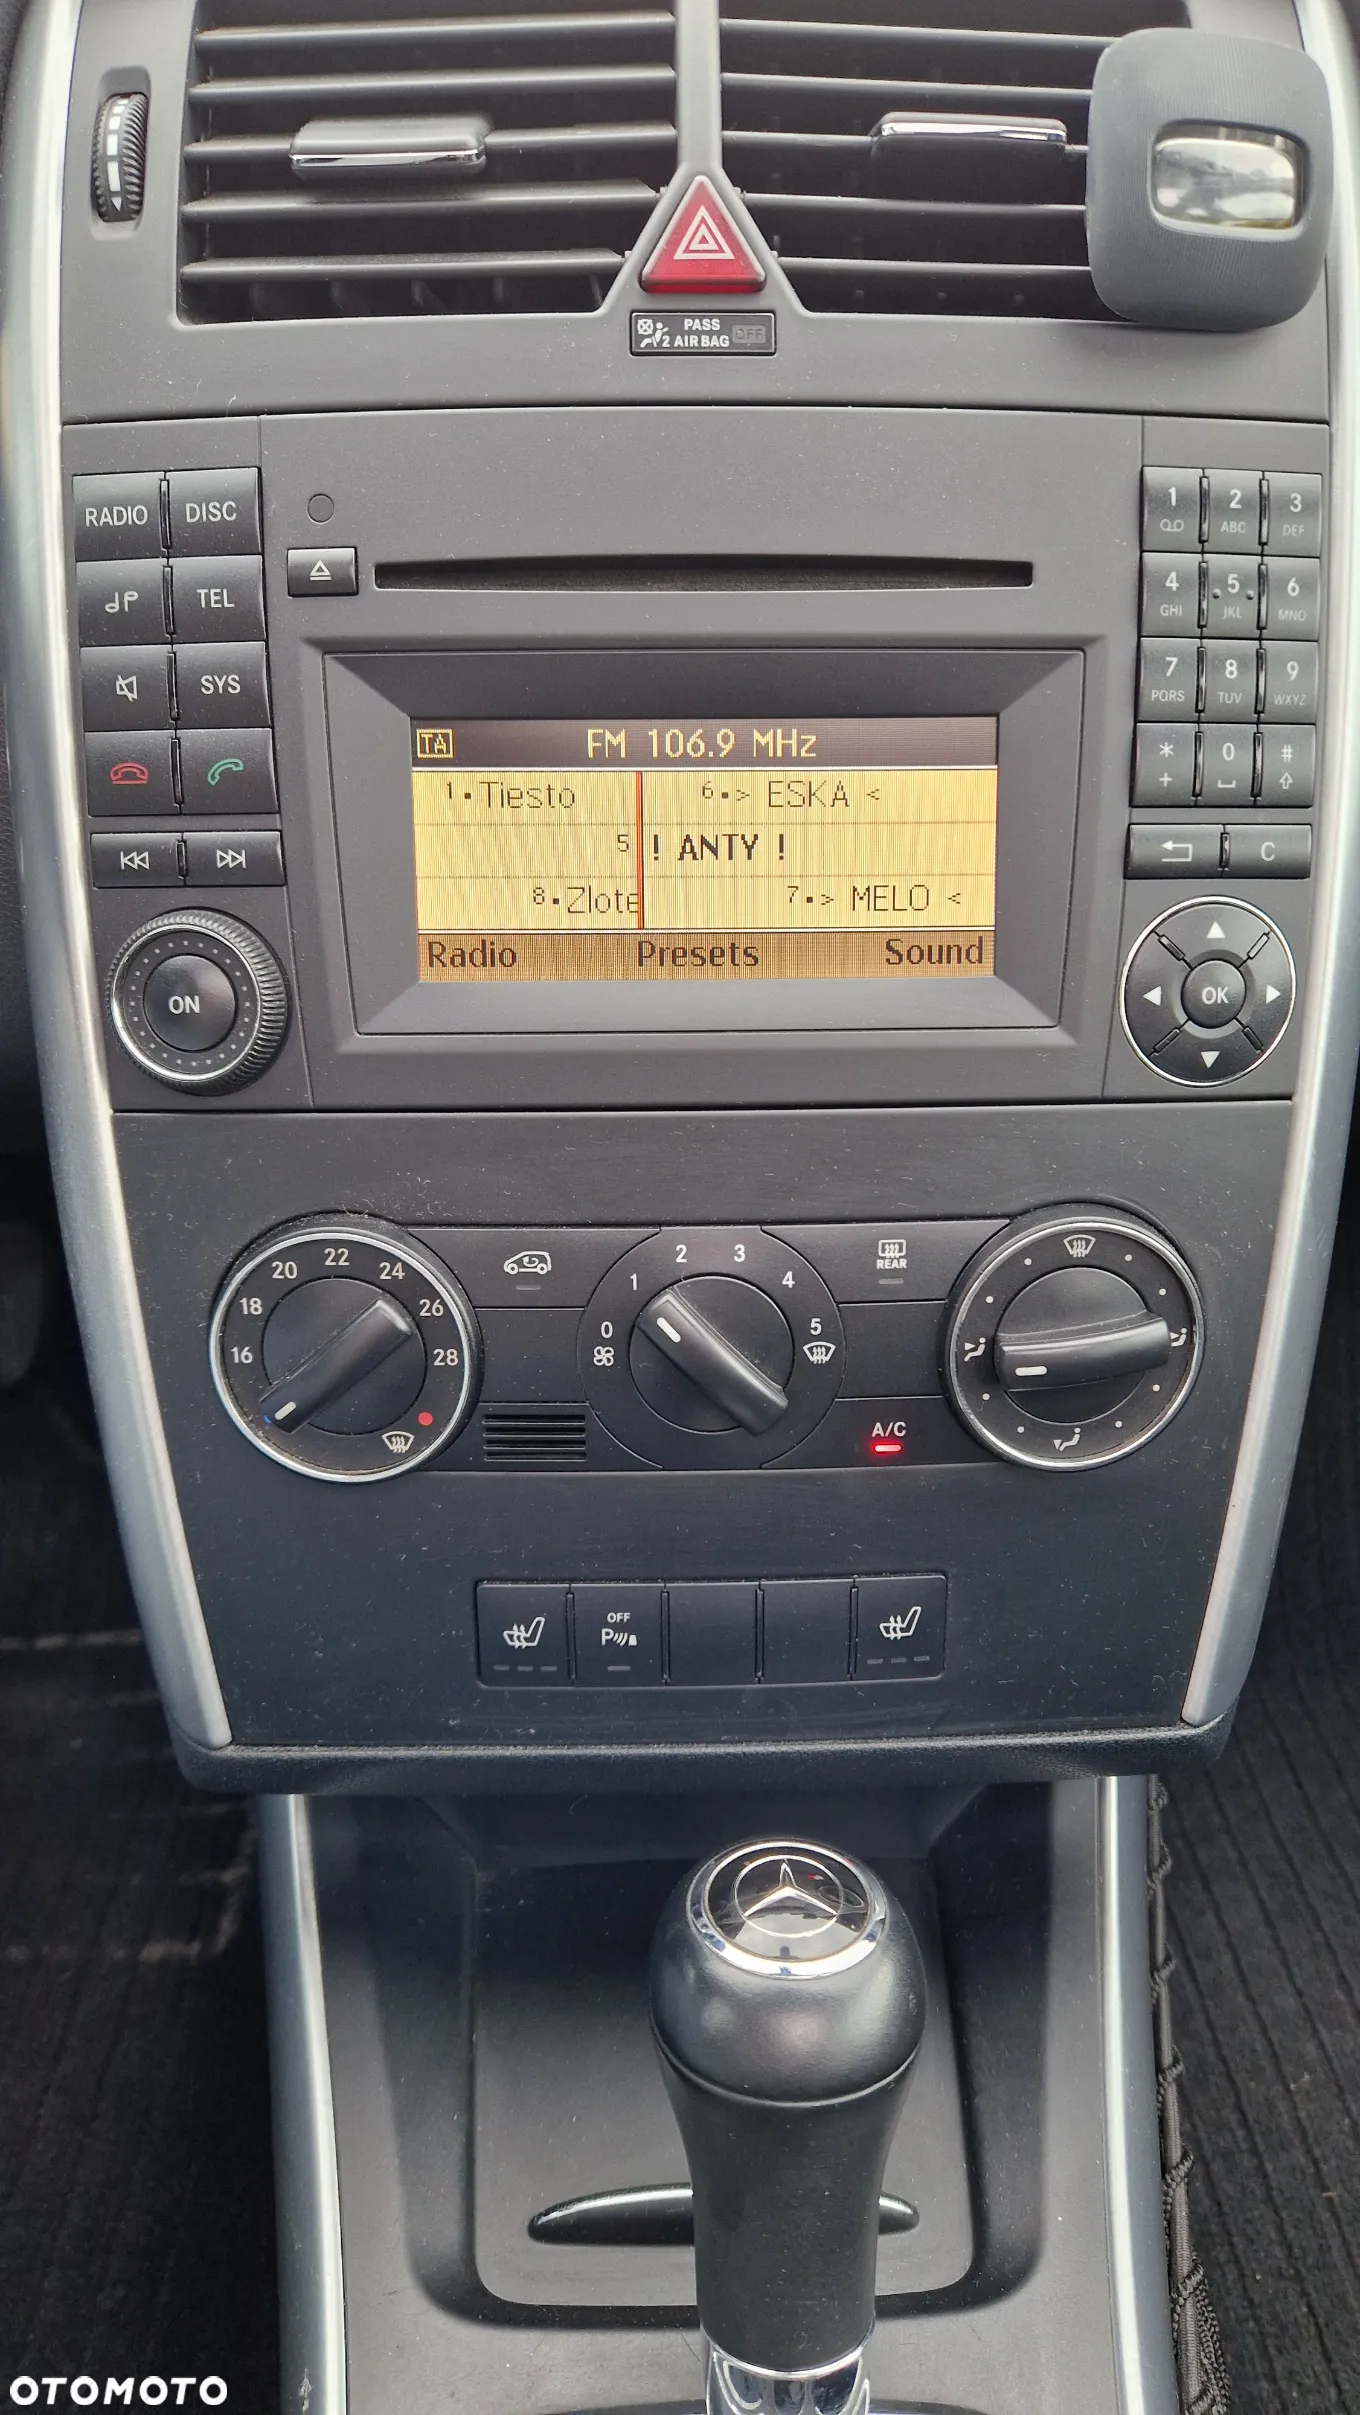 PASS
2 AIRBAG OFF
RADIO DISC
TEL
SYS
ON
1 2 3
ABC DEF
4 5 6
GHI JKL MNO
7 8 9
PQRS TUV WXYZ
* 0 #
+
C
OK
TA FM 106.9 MHz
1•Tiesto 6•> ESKA <
5 ! ANTY !
8•Zlote 7•> MELO <
Radio Presets Sound
16 18 20 22 24 26 28
0 1 2 3 4 5
REAR
A/C
OFF
P
OTOMOTO